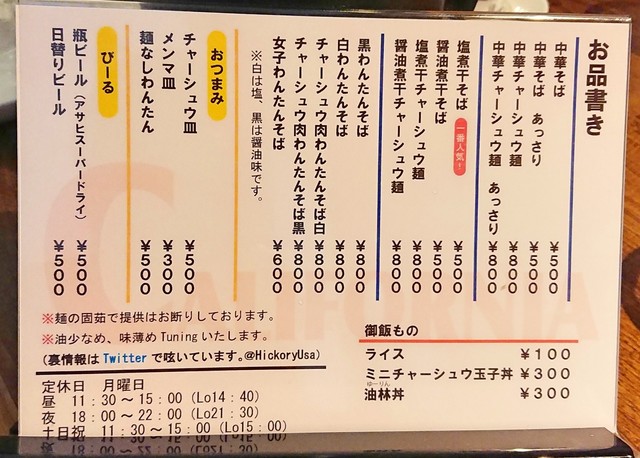 お品書き
中華そば ￥500
中華そば あっさり ￥500
中華チャーシュウ麺 ￥800
中華チャーシュウ麺 あっさり ￥800
塩煮干そば 一番人気！ ￥500
醤油煮干そば ￥500
塩煮干チャーシュウ麺 ￥800
醤油煮干チャーシュウ麺 ￥800
黒わんたんそば ￥800
白わんたんそば ￥800
チャーシュウ肉わんたんそば白 ￥800
チャーシュウ肉わんたんそば黒 ￥800
女子わんたんそば ￥600
※白は塩、黒は醤油味です。
おつまみ
チャーシュウ皿 ￥500
メンマ皿 ￥300
麺なしわんたん ￥500
びーる
瓶ビール（アサヒスーパードライ） ￥500
日替りビール ￥500
※麺の固茹で提供はお断りしております。
※油少なめ、味薄めTuningいたします。
（裏情報はTwitterで呟いています。@HickoryUsa）
定休日 月曜日
昼 11：30～15：00（Lo14：40）
夜 18：00～22：00（Lo21：30）
土日祝 11：30～15：00（Lo15：00）
御飯もの
ライス ￥100
ミニチャーシュウ玉子丼 ￥300
ゆーりん
油林丼 ￥300
CALIFORNIA